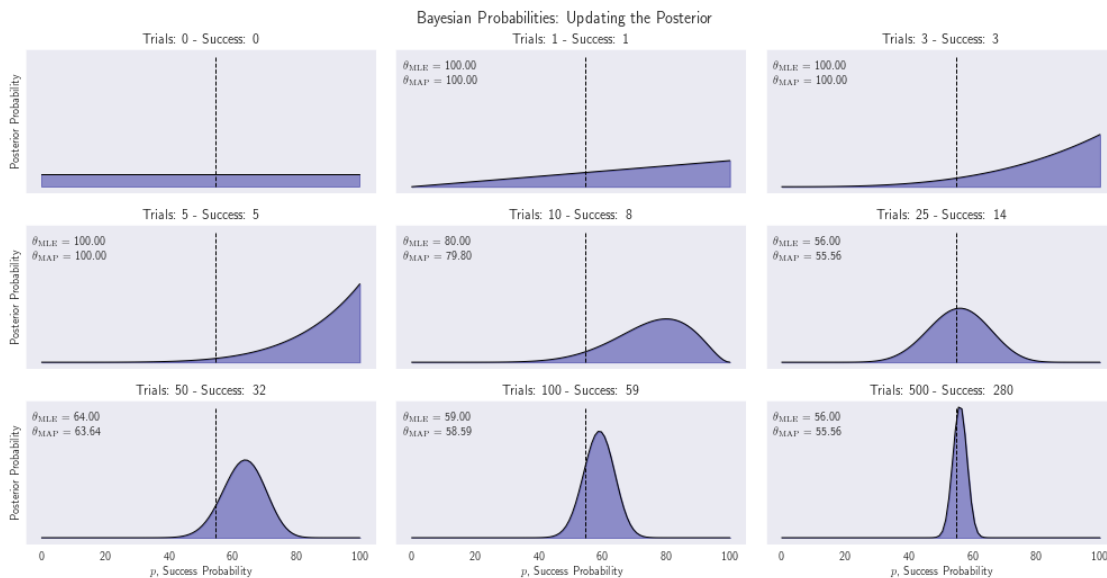 Bayesian Probabilities: Updating the Posterior
Trials: 0 - Success: 0
Trials: 1 - Success: 1
Trials: 3 - Success: 3
Posterior Probability
θMLE = 100.00
θMAP = 100.00
θMLE = 100.00
θMAP = 100.00
Trials: 5 - Success: 5
Trials: 10 - Success: 8
Trials: 25 - Success: 14
Posterior Probability
θMLE = 100.00
θMAP = 100.00
θMLE = 80.00
θMAP = 79.80
θMLE = 56.00
θMAP = 55.56
Trials: 50 - Success: 32
Trials: 100 - Success: 59
Trials: 500 - Success: 280
Posterior Probability
θMLE = 64.00
θMAP = 63.64
θMLE = 59.00
θMAP = 58.59
θMLE = 56.00
θMAP = 55.56
0 20 40 60 80 100
p, Success Probability
0 20 40 60 80 100
p, Success Probability
0 20 40 60 80 100
p, Success Probability